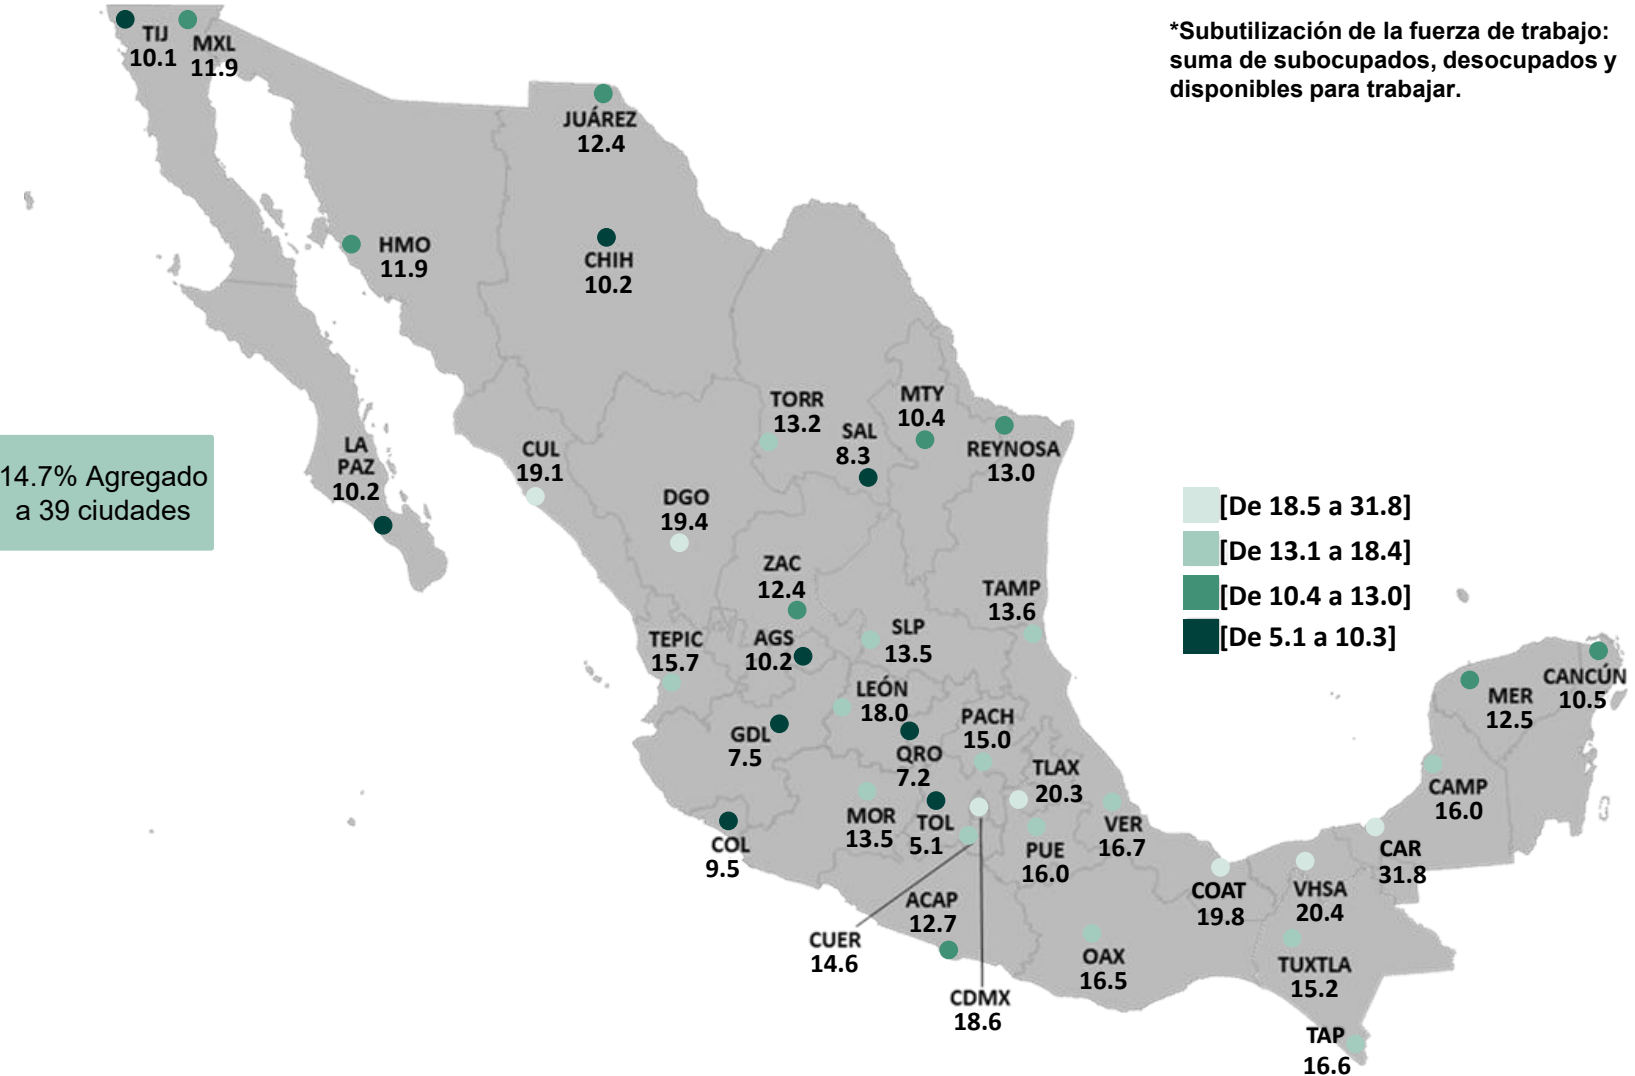 *Subutilización de la fuerza de trabajo:
suma de subocupados, desocupados y
disponibles para trabajar.
TIJ
10.1
MXL
11.9
JUÁREZ
12.4
HMO
11.9
CHIH
10.2
LA
PAZ
10.2
14.7% Agregado
a 39 ciudades
CUL
19.1
DGO
19.4
TORR
13.2
SAL
8.3
MTY
10.4
REYNOSA
13.0
[De 18.5 a 31.8]
[De 13.1 a 18.4]
[De 10.4 a 13.0]
[De 5.1 a 10.3]
ZAC
12.4
TAMP
13.6
TEPIC
15.7
AGS
10.2
SLP
13.5
LEÓN
18.0
GDL
7.5
QRO
7.2
PACH
15.0
TLAX
20.3
COL
9.5
MOR
13.5
TOL
5.1
PUE
16.0
VER
16.7
CANCÚN
10.5
MER
12.5
CAMP
16.0
CAR
31.8
COAT
19.8
VHSA
20.4
ACAP
12.7
CUER
14.6
CDMX
18.6
OAX
16.5
TUXTLA
15.2
TAP
16.6